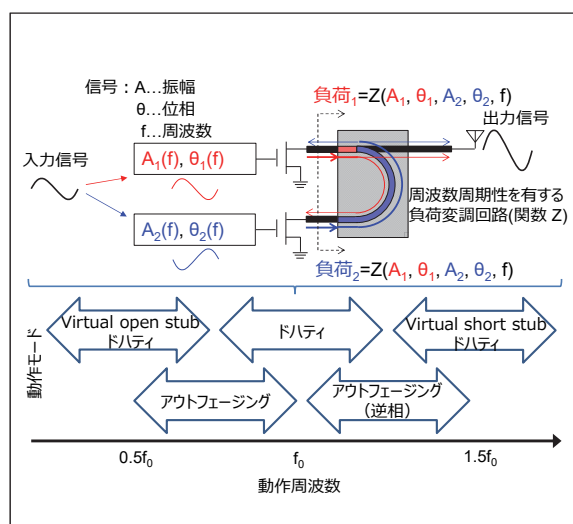 信号：A…振幅
θ…位相
f…周波数
負荷1=Z(A1, θ1, A2, θ2, f)
出力信号
入力信号
A1(f), θ1(f)
A2(f), θ2(f)
周波数周期性を有する
負荷変調回路(関数 Z)
負荷2=Z(A1, θ1, A2, θ2, f)
動作モード
Virtual open stub
ドハティ
ドハティ
Virtual short stub
ドハティ
アウトフェージング
アウトフェージング
（逆相）
0.5f0
f0
1.5f0
動作周波数